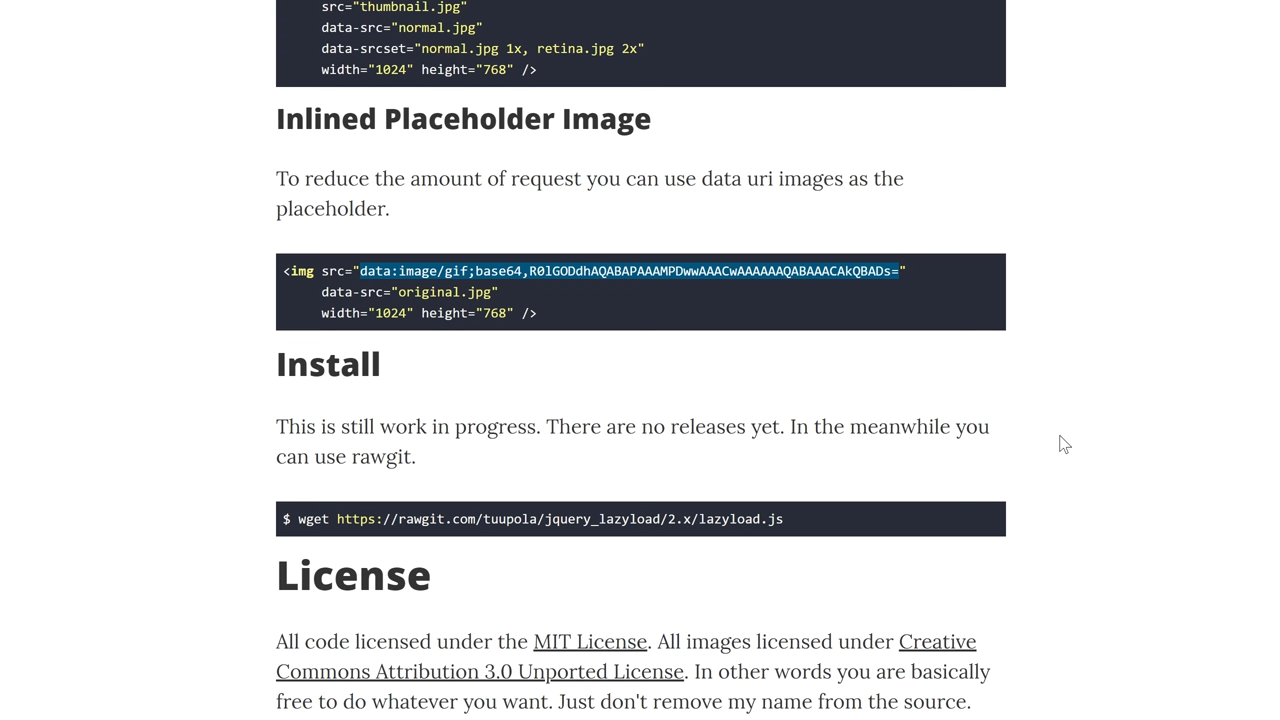 src="thumbnail.jpg"
data-src="normal.jpg"
data-srcset="normal.jpg 1x, retina.jpg 2x"
width="1024" height="768" />
Inlined Placeholder Image
To reduce the amount of request you can use data uri images as the
placeholder.
<img src="data:image/gif;base64,R0lGODdhAQABAPAAAMPDwwAAACwAAAAAAQABAAACAkQBADs="
data-src="original.jpg"
width="1024" height="768" />
Install
This is still work in progress. There are no releases yet. In the meanwhile you
can use rawgit.
$ wget https://rawgit.com/tuupola/jquery_lazyload/2.x/lazyload.js
License
All code licensed under the MIT License. All images licensed under Creative
Commons Attribution 3.0 Unported License. In other words you are basically
free to do whatever you want. Just don't remove my name from the source.